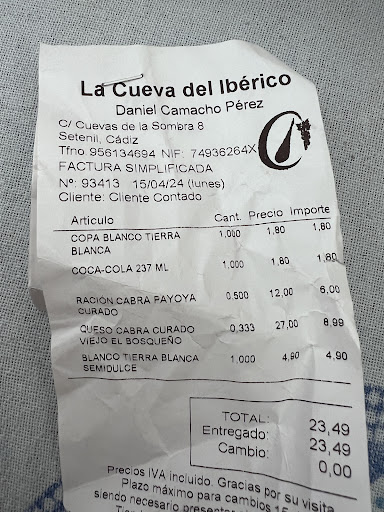 La Cueva del Ibérico
Daniel Camacho Pérez
C/ Cuevas de la Sombra 8
Setenil, Cádiz
Tfno 956134694 NIF: 74936264X
FACTURA SIMPLIFICADA
Nº: 93413 15/04/24 (lunes)
Cliente: Cliente Contado
Articulo Cant. Precio Importe
COPA BLANCO TIERRA BLANCA 1,000 1,80 1,80
COCA-COLA 237 ML 1,000 1,80 1,80
RACIÓN CABRA PAYOYA CURADO 0,500 12,00 6,00
QUESO CABRA CURADO VIEJO EL BOSQUEÑO 0,333 27,00 8,99
BLANCO TIERRA BLANCA SEMIDULCE 1,000 4,90 4,90
TOTAL: 23,49
Entregado: 23,49
Cambio: 0,00
Precios IVA incluido. Gracias por su visita
Plazo máximo para cambios 15
siendo necesario presentar